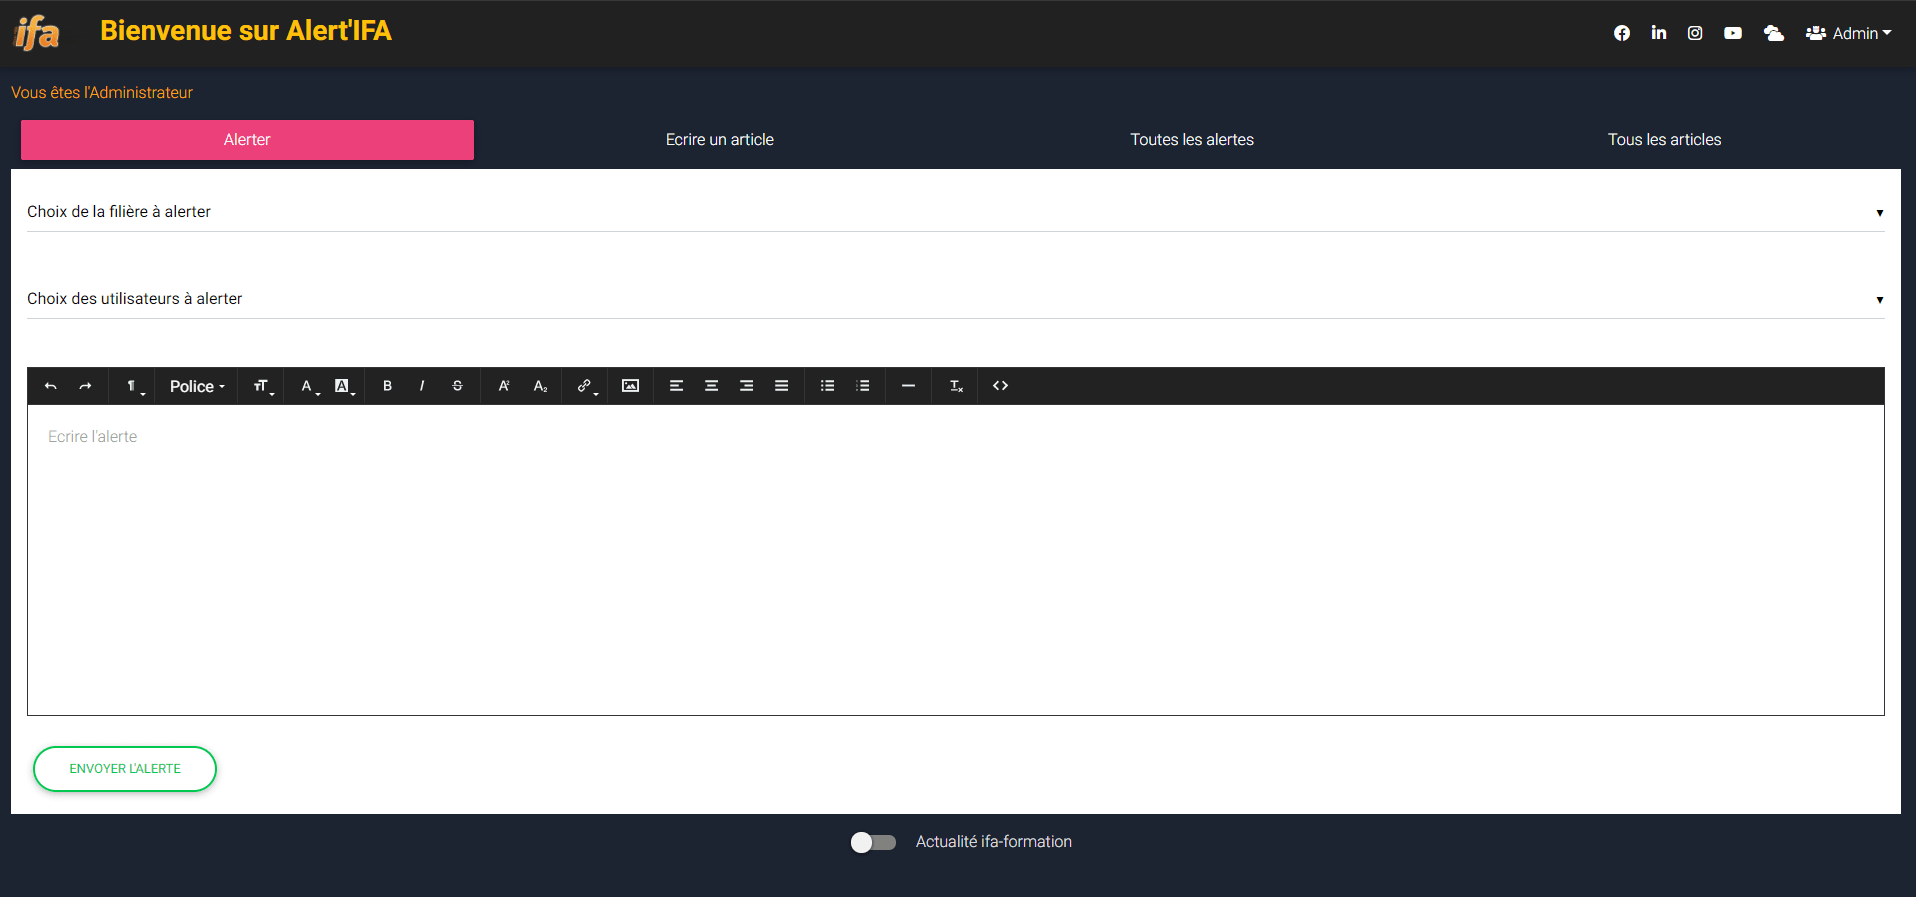 ifa Bienvenue sur Alert'IFA Admin
Vous êtes l'Administrateur
Alerter Ecrire un article Toutes les alertes Tous les articles
Choix de la filière à alerter
Choix des utilisateurs à alerter
Police
Ecrire l'alerte
ENVOYER L'ALERTE
Actualité ifa-formation